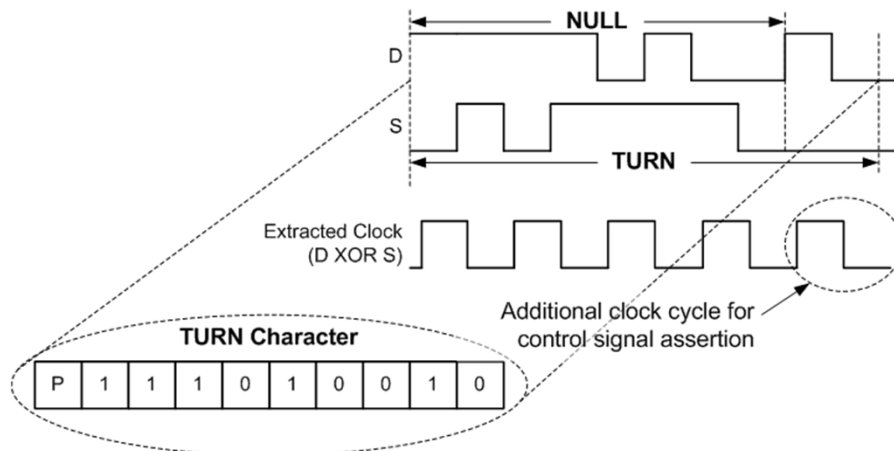 NULL
D
S
TURN
Extracted Clock
(D XOR S)
Additional clock cycle for
control signal assertion
TURN Character
P 1 1 1 0 1 0 0 1 0